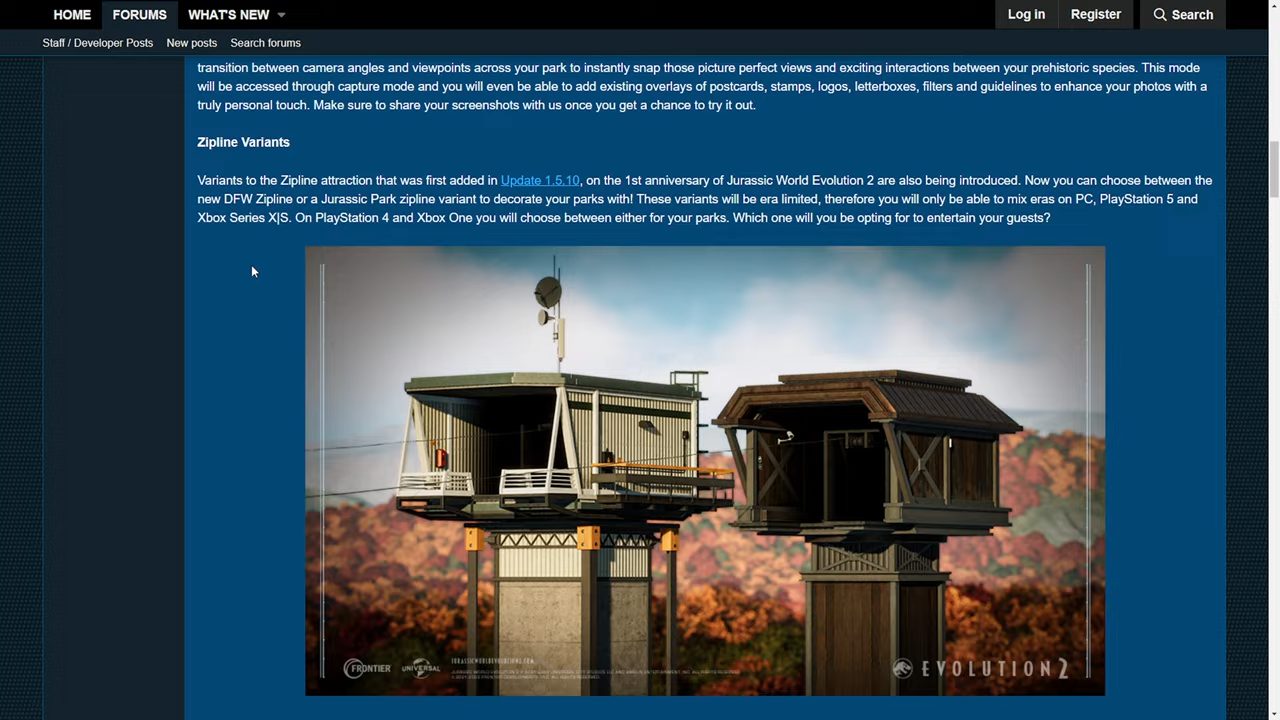 HOME FORUMS WHAT'S NEW Log in Register Search
Staff / Developer Posts New posts Search forums
transition between camera angles and viewpoints across your park to instantly snap those picture perfect views and exciting interactions between your prehistoric species. This mode
will be accessed through capture mode and you will even be able to add existing overlays of postcards, stamps, logos, letterboxes, filters and guidelines to enhance your photos with a
truly personal touch. Make sure to share your screenshots with us once you get a chance to try it out.
Zipline Variants
Variants to the Zipline attraction that was first added in Update 1.5.10, on the 1st anniversary of Jurassic World Evolution 2 are also being introduced. Now you can choose between the
new DFW Zipline or a Jurassic Park zipline variant to decorate your parks with! These variants will be era limited, therefore you will only be able to mix eras on PC, PlayStation 5 and
Xbox Series X|S. On PlayStation 4 and Xbox One you will choose between either for your parks. Which one will you be opting for to entertain your guests?
FRONTIER UNIVERSAL JURASSICWORLDEVOLUTION2.COM
EVOLUTION 2